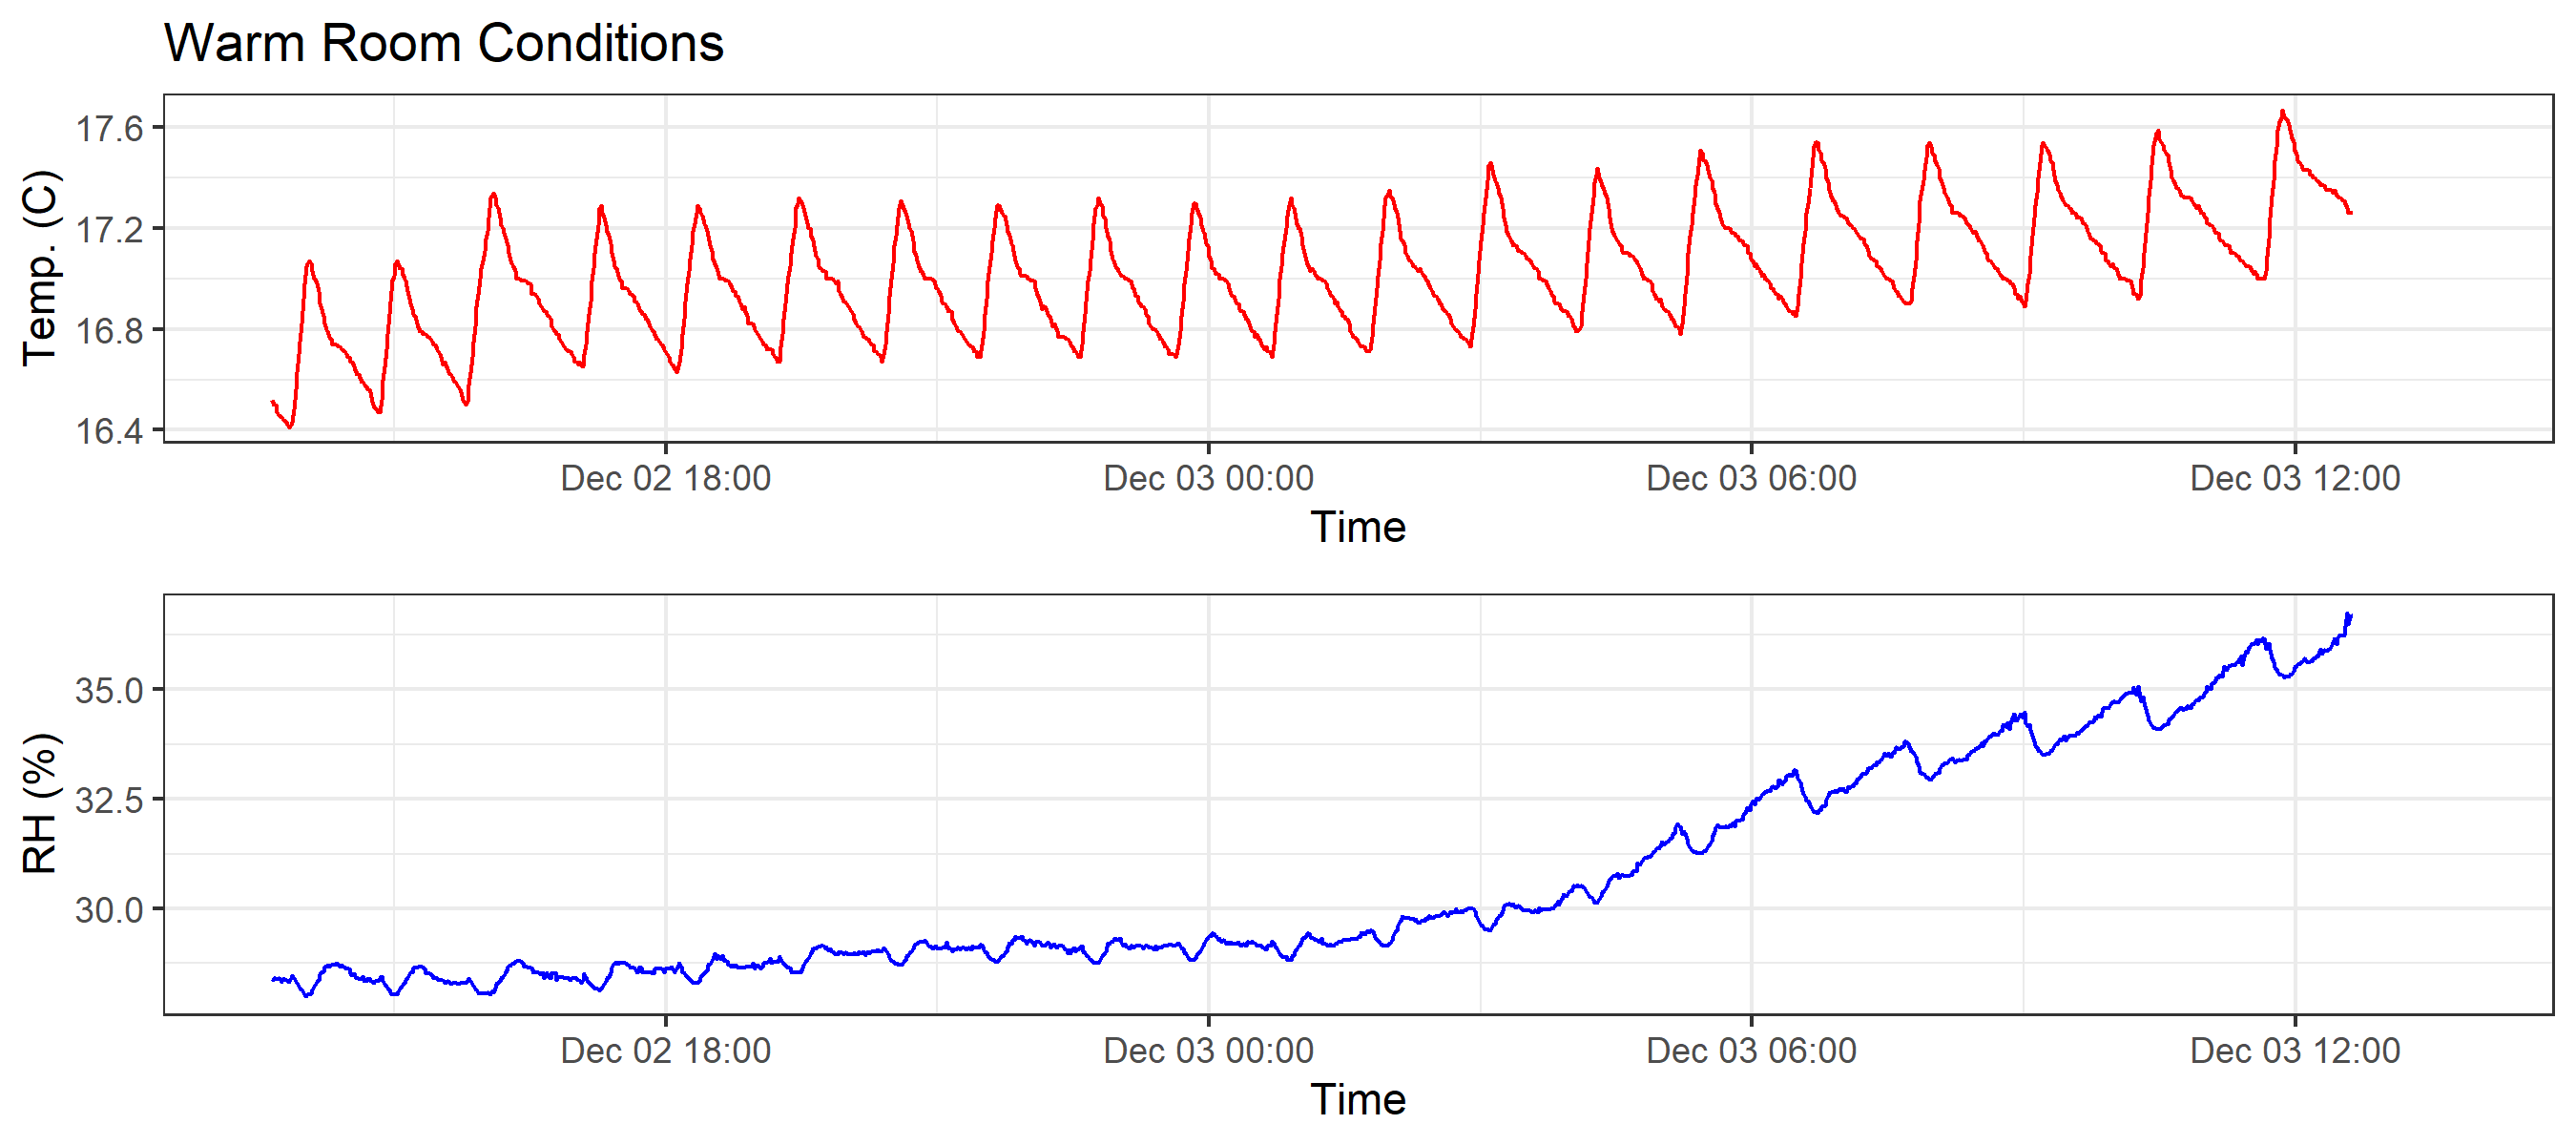 Warm Room Conditions
Temp. (C)
17.6
17.2
16.8
16.4
Dec 02 18:00 Dec 03 00:00 Dec 03 06:00 Dec 03 12:00
Time
RH (%)
35.0
32.5
30.0
Dec 02 18:00 Dec 03 00:00 Dec 03 06:00 Dec 03 12:00
Time